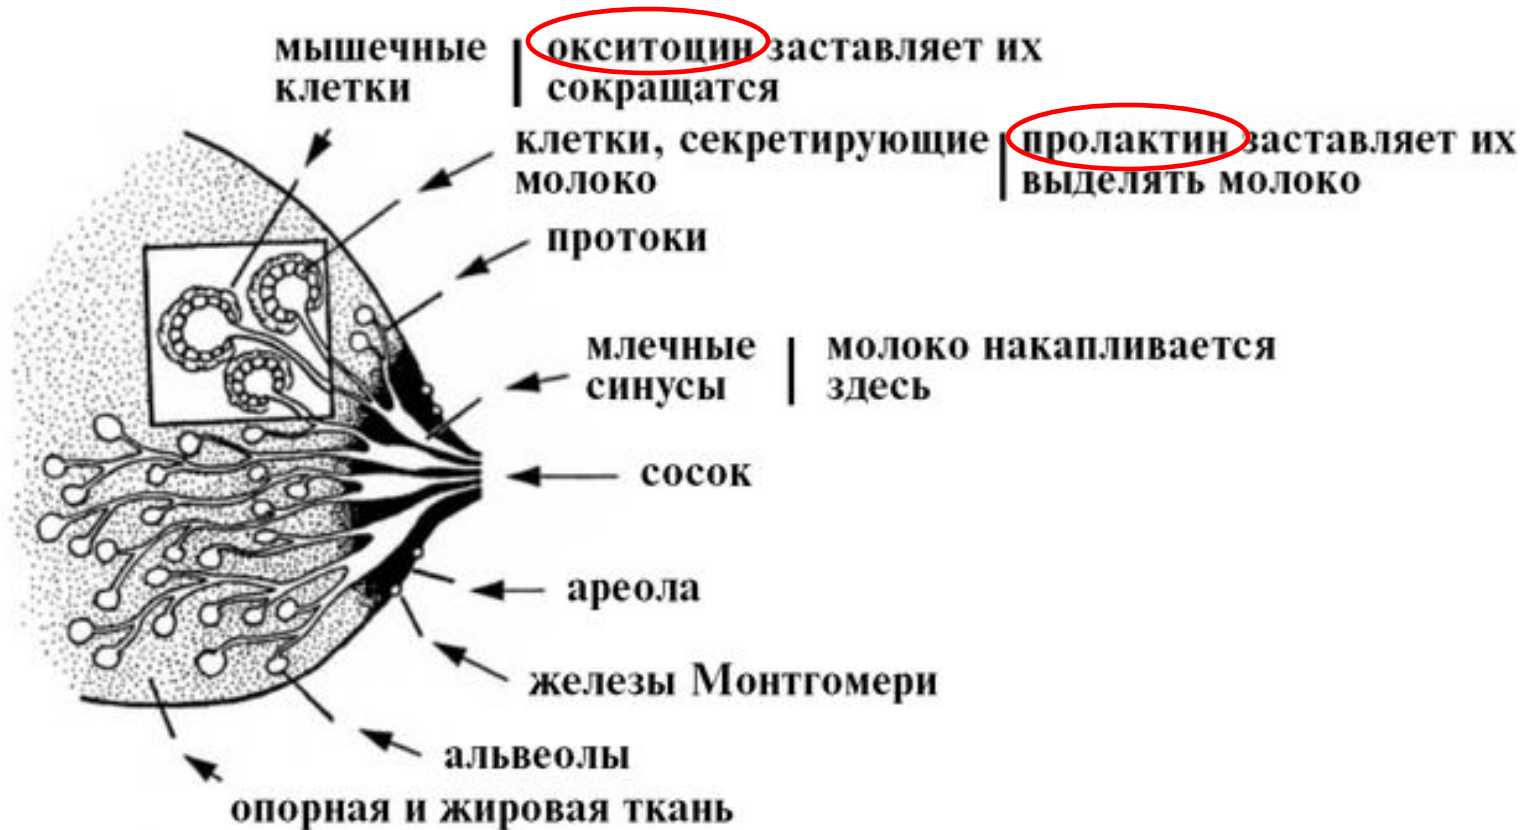 мышечные
клетки
окситоцин заставляет их
сокращатся
клетки, секретирующие
молоко
пролактин заставляет их
выделять молоко
протоки
млечные
синусы
молоко накапливается
здесь
сосок
ареола
железы Монтгомери
альвеолы
опорная и жировая ткань